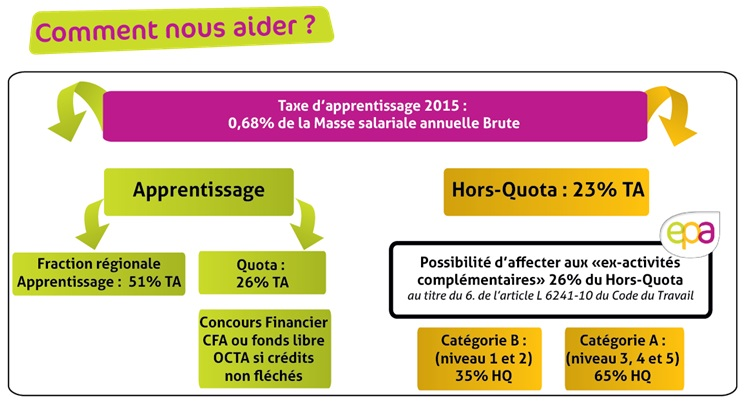 Comment nous aider ?
Taxe d'apprentissage 2015 :
0,68% de la Masse salariale annuelle Brute
Apprentissage
Hors-Quota : 23% TA
epa
Fraction régionale
Apprentissage : 51% TA
Quota :
26% TA
Possibilité d'affecter aux «ex-activités
complémentaires» 26% du Hors-Quota
au titre du 6. de l'article L 6241-10 du Code du Travail
Concours Financier
CFA ou fonds libre
OCTA si crédits
non fléchés
Catégorie B :
(niveau 1 et 2)
35% HQ
Catégorie A :
(niveau 3, 4 et 5)
65% HQ